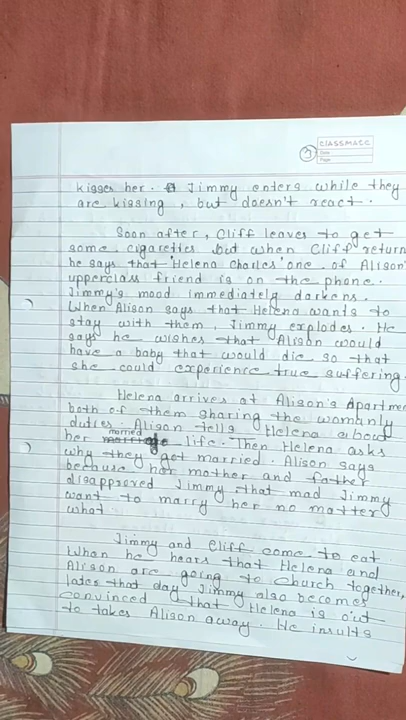 3
CLASSMATE
Date
Page
kisses her. Jimmy enters while they
are kissing, but doesn't react.
Soon after, Cliff leaves to get
some cigarettes but when Cliff return
he says that 'Helena Charles' one of Alison'
upperclass friend is on the phone.
Jimmy's mood immediately darkens.
When Alison says that Helena wants to
stay with them, Jimmy explodes. He
says he wishes that Alison would
have a baby that would die so that
she could experience true suffering.
Helena arrives at Alison's Apartme
both of them sharing the womanly
duties. Alison tells Helena about
her married life. Then Helena asks
why they got married. Alison says
because her mother and father
disapproved Jimmy that mad Jimmy
want to marry her no matter
what.
Jimmy and Cliff come to eat
When he hears that Helena and
Alison are going to Church together,
later that day Jimmy also becomes
convinced that Helena is out
to takes Alison away. He insults